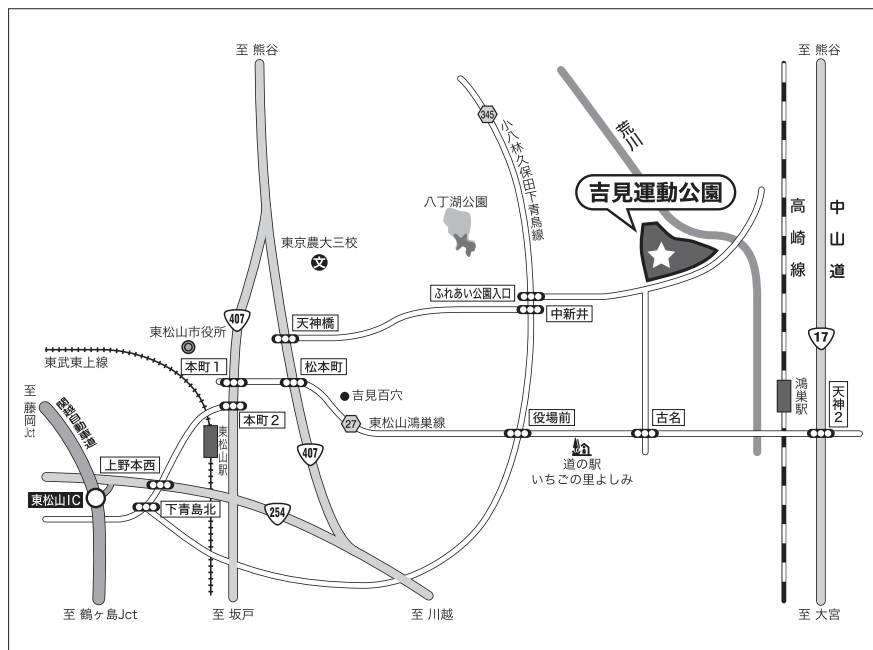 至 熊谷
至 熊谷
345
小八林久保田下青鳥線
荒川
吉見運動公園
八丁湖公園
高崎線
中山道
東京農大三校
文
ふれあい公園入口
407
天神橋
中新井
東松山市役所
17
東武東上線
本町1
松本町
吉見百穴
鴻巣駅
天神2
至 藤岡Jct
関越自動車道
本町2
27
東松山鴻巣線
役場前
古名
東松山駅
407
上野本西
道の駅
いちごの里よしみ
東松山IC
下青鳥北
254
至 鶴ヶ島Jct
至 坂戸
至 川越
至 大宮